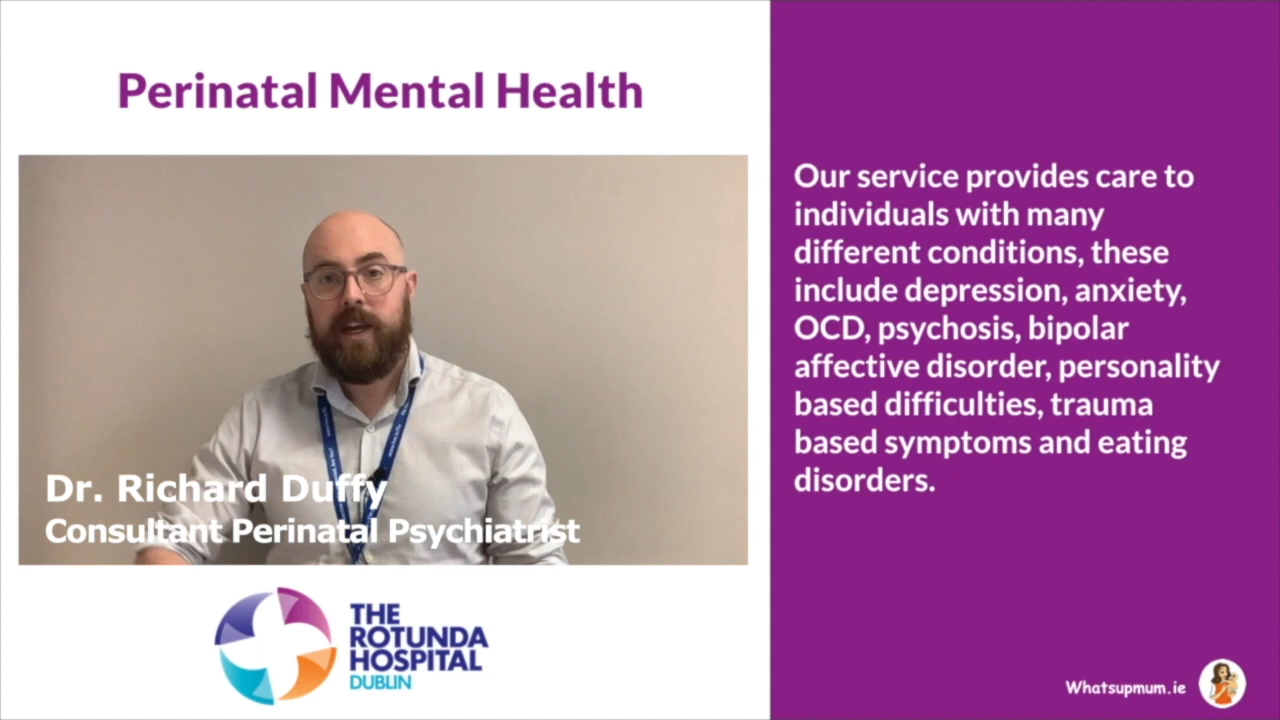 Perinatal Mental Health
Dr. Richard Duffy
Consultant Perinatal Psychiatrist
THE
ROTUNDA
HOSPITAL
DUBLIN
Our service provides care to
individuals with many
different conditions, these
include depression, anxiety,
OCD, psychosis, bipolar
affective disorder, personality
based difficulties, trauma
based symptoms and eating
disorders.
Whatsupmum.ie